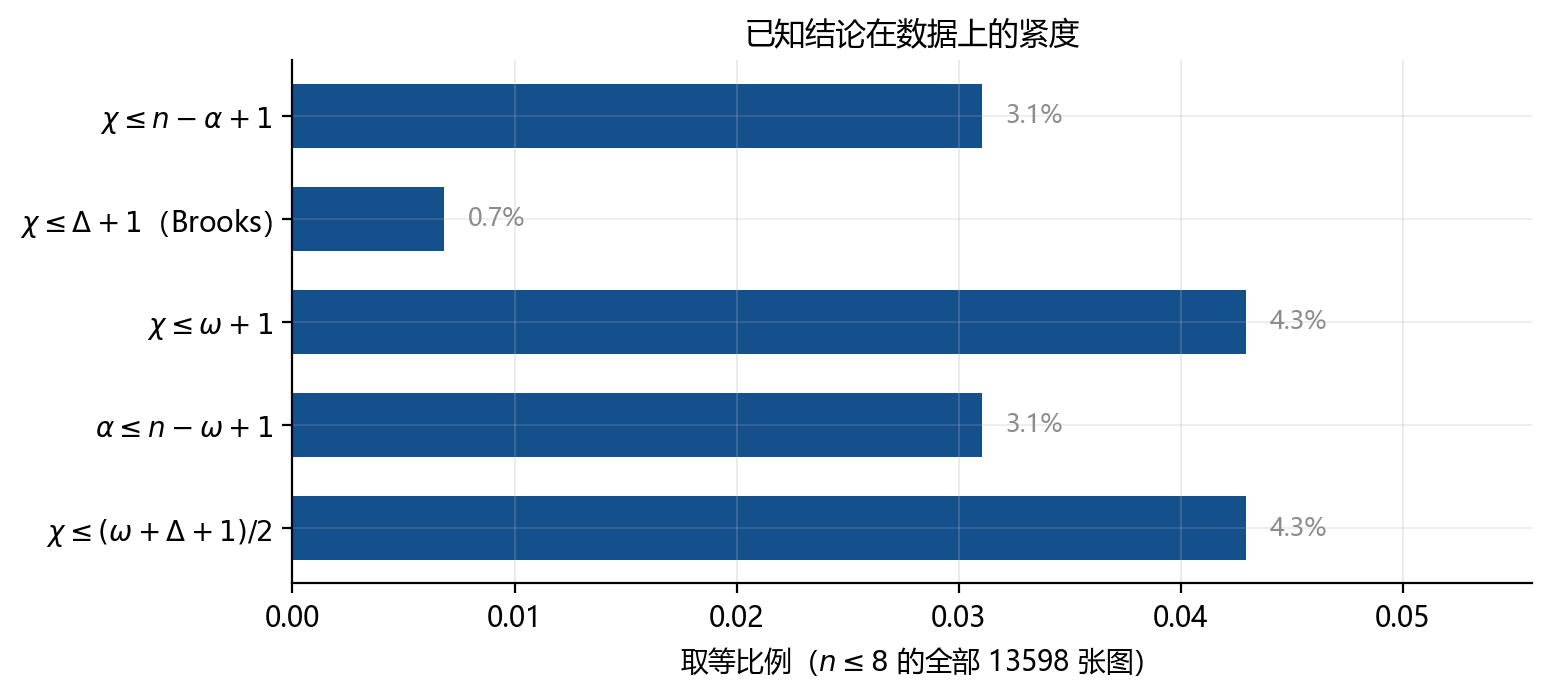 已知结论在数据上的紧度
χ ≤ n − α + 1
3.1%
χ ≤ Δ + 1（Brooks）
0.7%
χ ≤ ω + 1
4.3%
α ≤ n − ω + 1
3.1%
χ ≤ (ω + Δ + 1)/2
4.3%
0.00 0.01 0.02 0.03 0.04 0.05
取等比例（n ≤ 8 的全部 13598 张图）